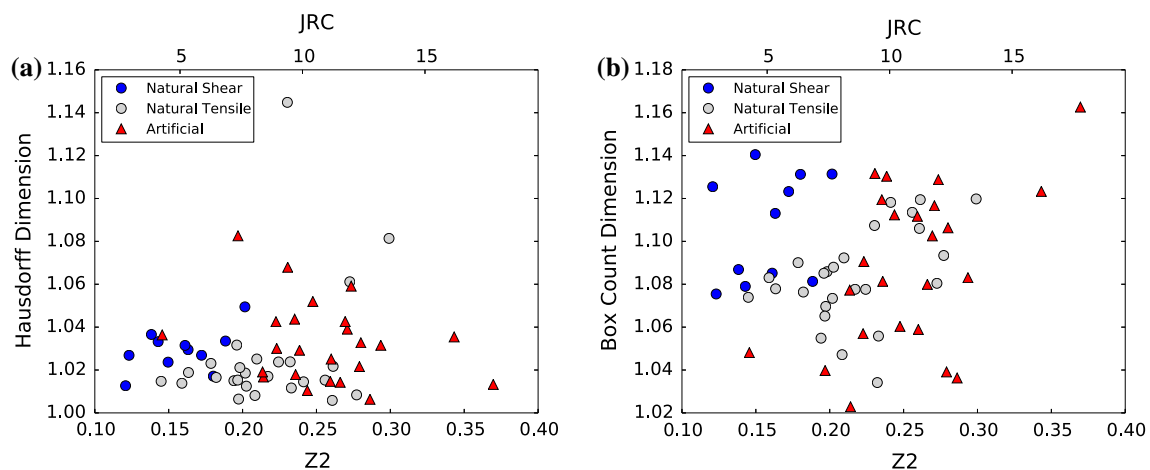 JRC
5 10 15
(a)
1.16
1.14
1.12
1.10
1.08
1.06
1.04
1.02
1.00
Hausdorff Dimension
Natural Shear
Natural Tensile
Artificial
0.10 0.15 0.20 0.25 0.30 0.35 0.40
Z2
JRC
5 10 15
(b)
1.18
1.16
1.14
1.12
1.10
1.08
1.06
1.04
1.02
Box Count Dimension
Natural Shear
Natural Tensile
Artificial
0.10 0.15 0.20 0.25 0.30 0.35 0.40
Z2